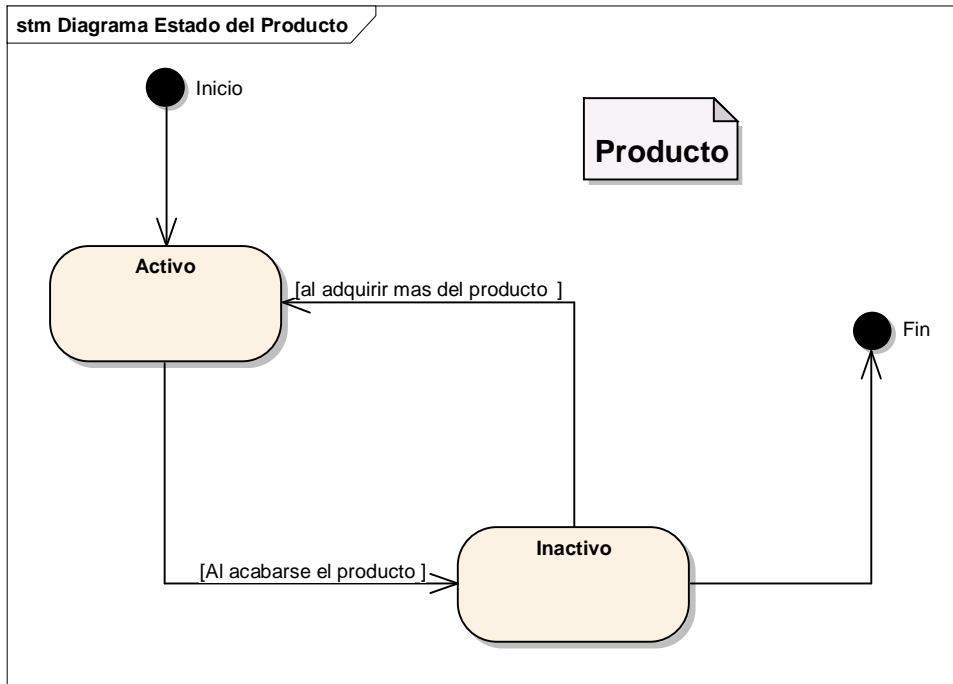 stm Diagrama Estado del Producto
Inicio
Producto
Activo
[al adquirir mas del producto ]
Fin
Inactivo
[Al acabarse el producto ]